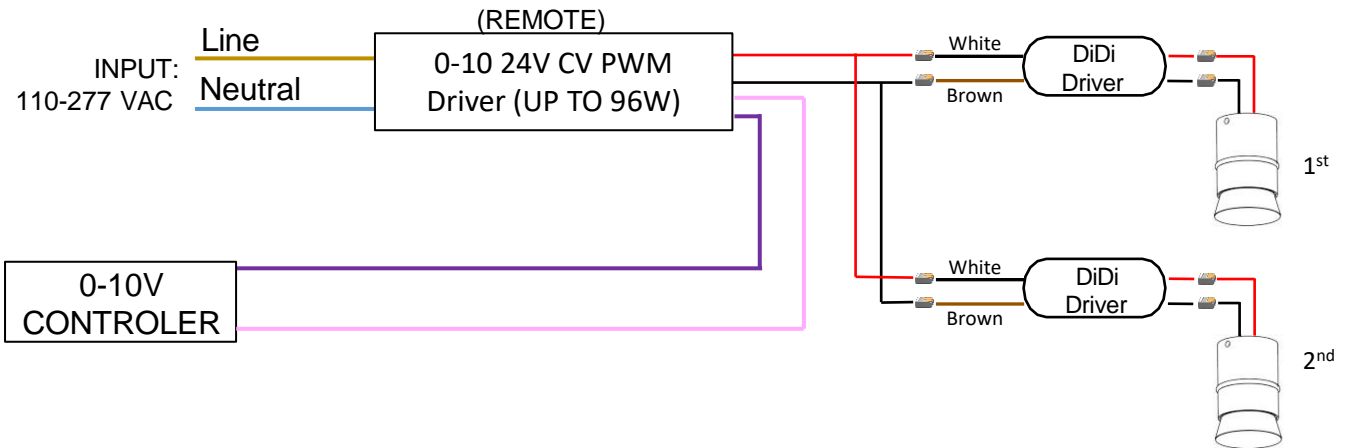 (REMOTE)
Line
INPUT:
110-277 VAC
Neutral
0-10 24V CV PWM
Driver (UP TO 96W)
White
Brown
DiDi
Driver
1st
0-10V
CONTROLER
White
Brown
DiDi
Driver
2nd